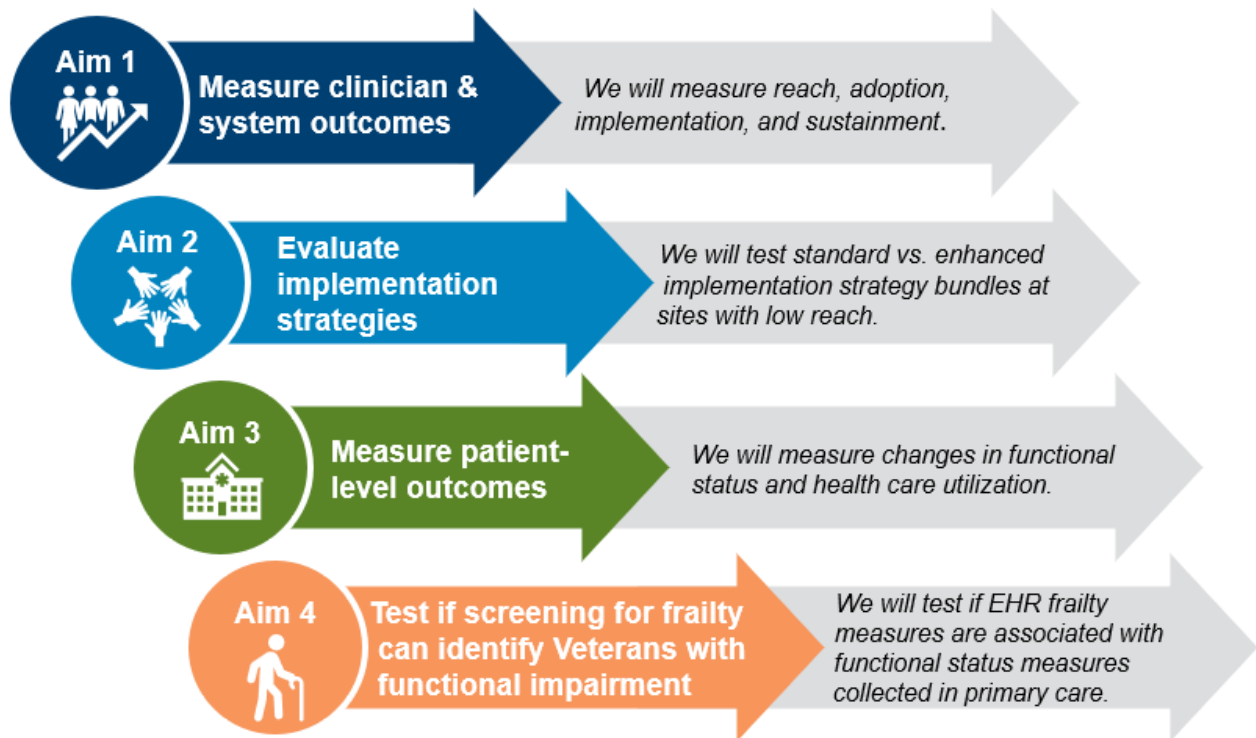 Aim 1
Measure clinician &
system outcomes
We will measure reach, adoption,
implementation, and sustainment.
Aim 2
Evaluate
implementation
strategies
We will test standard vs. enhanced
implementation strategy bundles at
sites with low reach.
Aim 3
Measure patient-
level outcomes
We will measure changes in functional
status and health care utilization.
Aim 4
Test if screening for frailty
can identify Veterans with
functional impairment
We will test if EHR frailty
measures are associated with
functional status measures
collected in primary care.